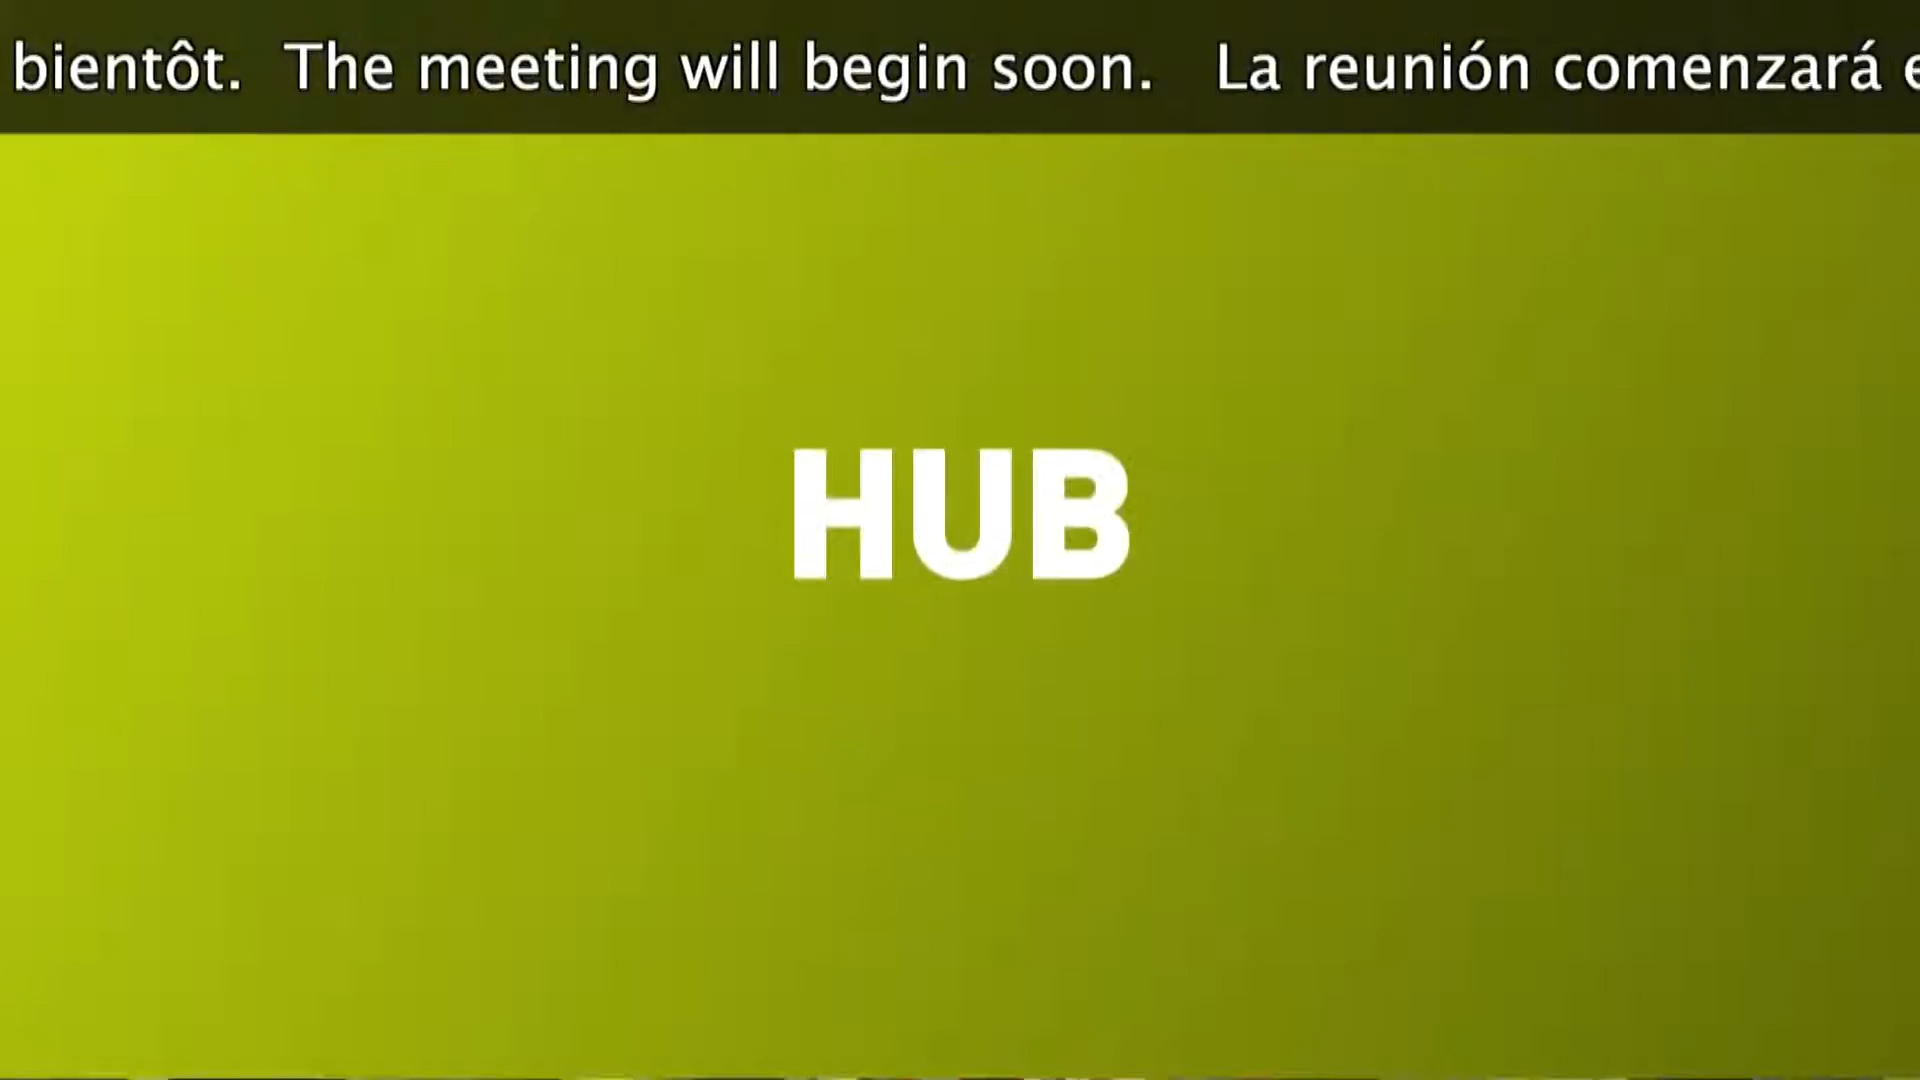 bientôt. The meeting will begin soon. La reunión comenzará
HUB